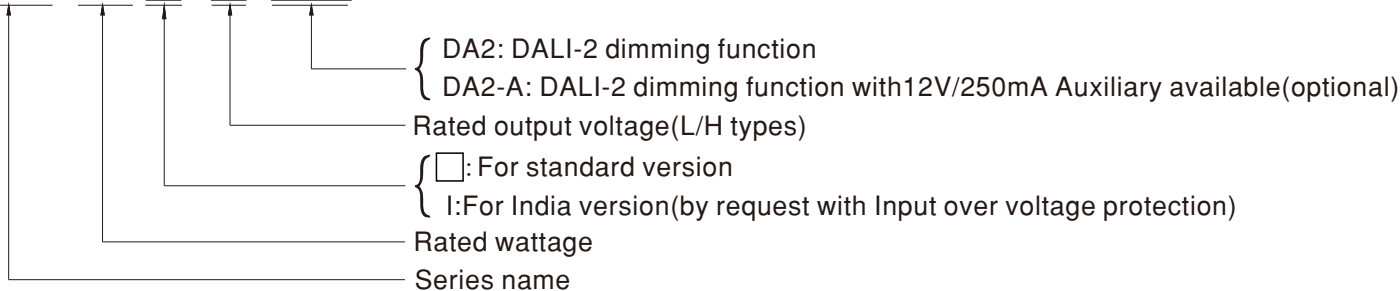 DA2: DALI-2 dimming function
DA2-A: DALI-2 dimming function with12V/250mA Auxiliary available(optional)
Rated output voltage(L/H types)
□: For standard version
I:For India version(by request with Input over voltage protection)
Rated wattage
Series name